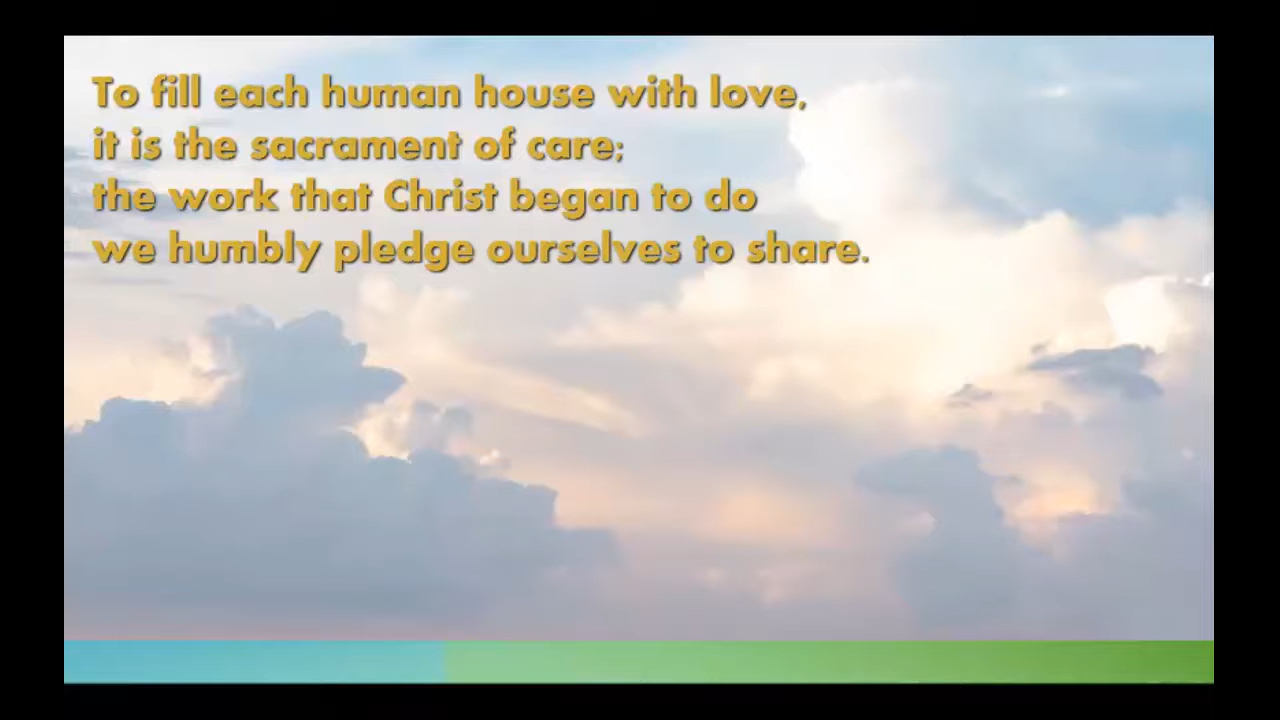 To fill each human house with love,
it is the sacrament of care;
the work that Christ began to do
we humbly pledge ourselves to share.